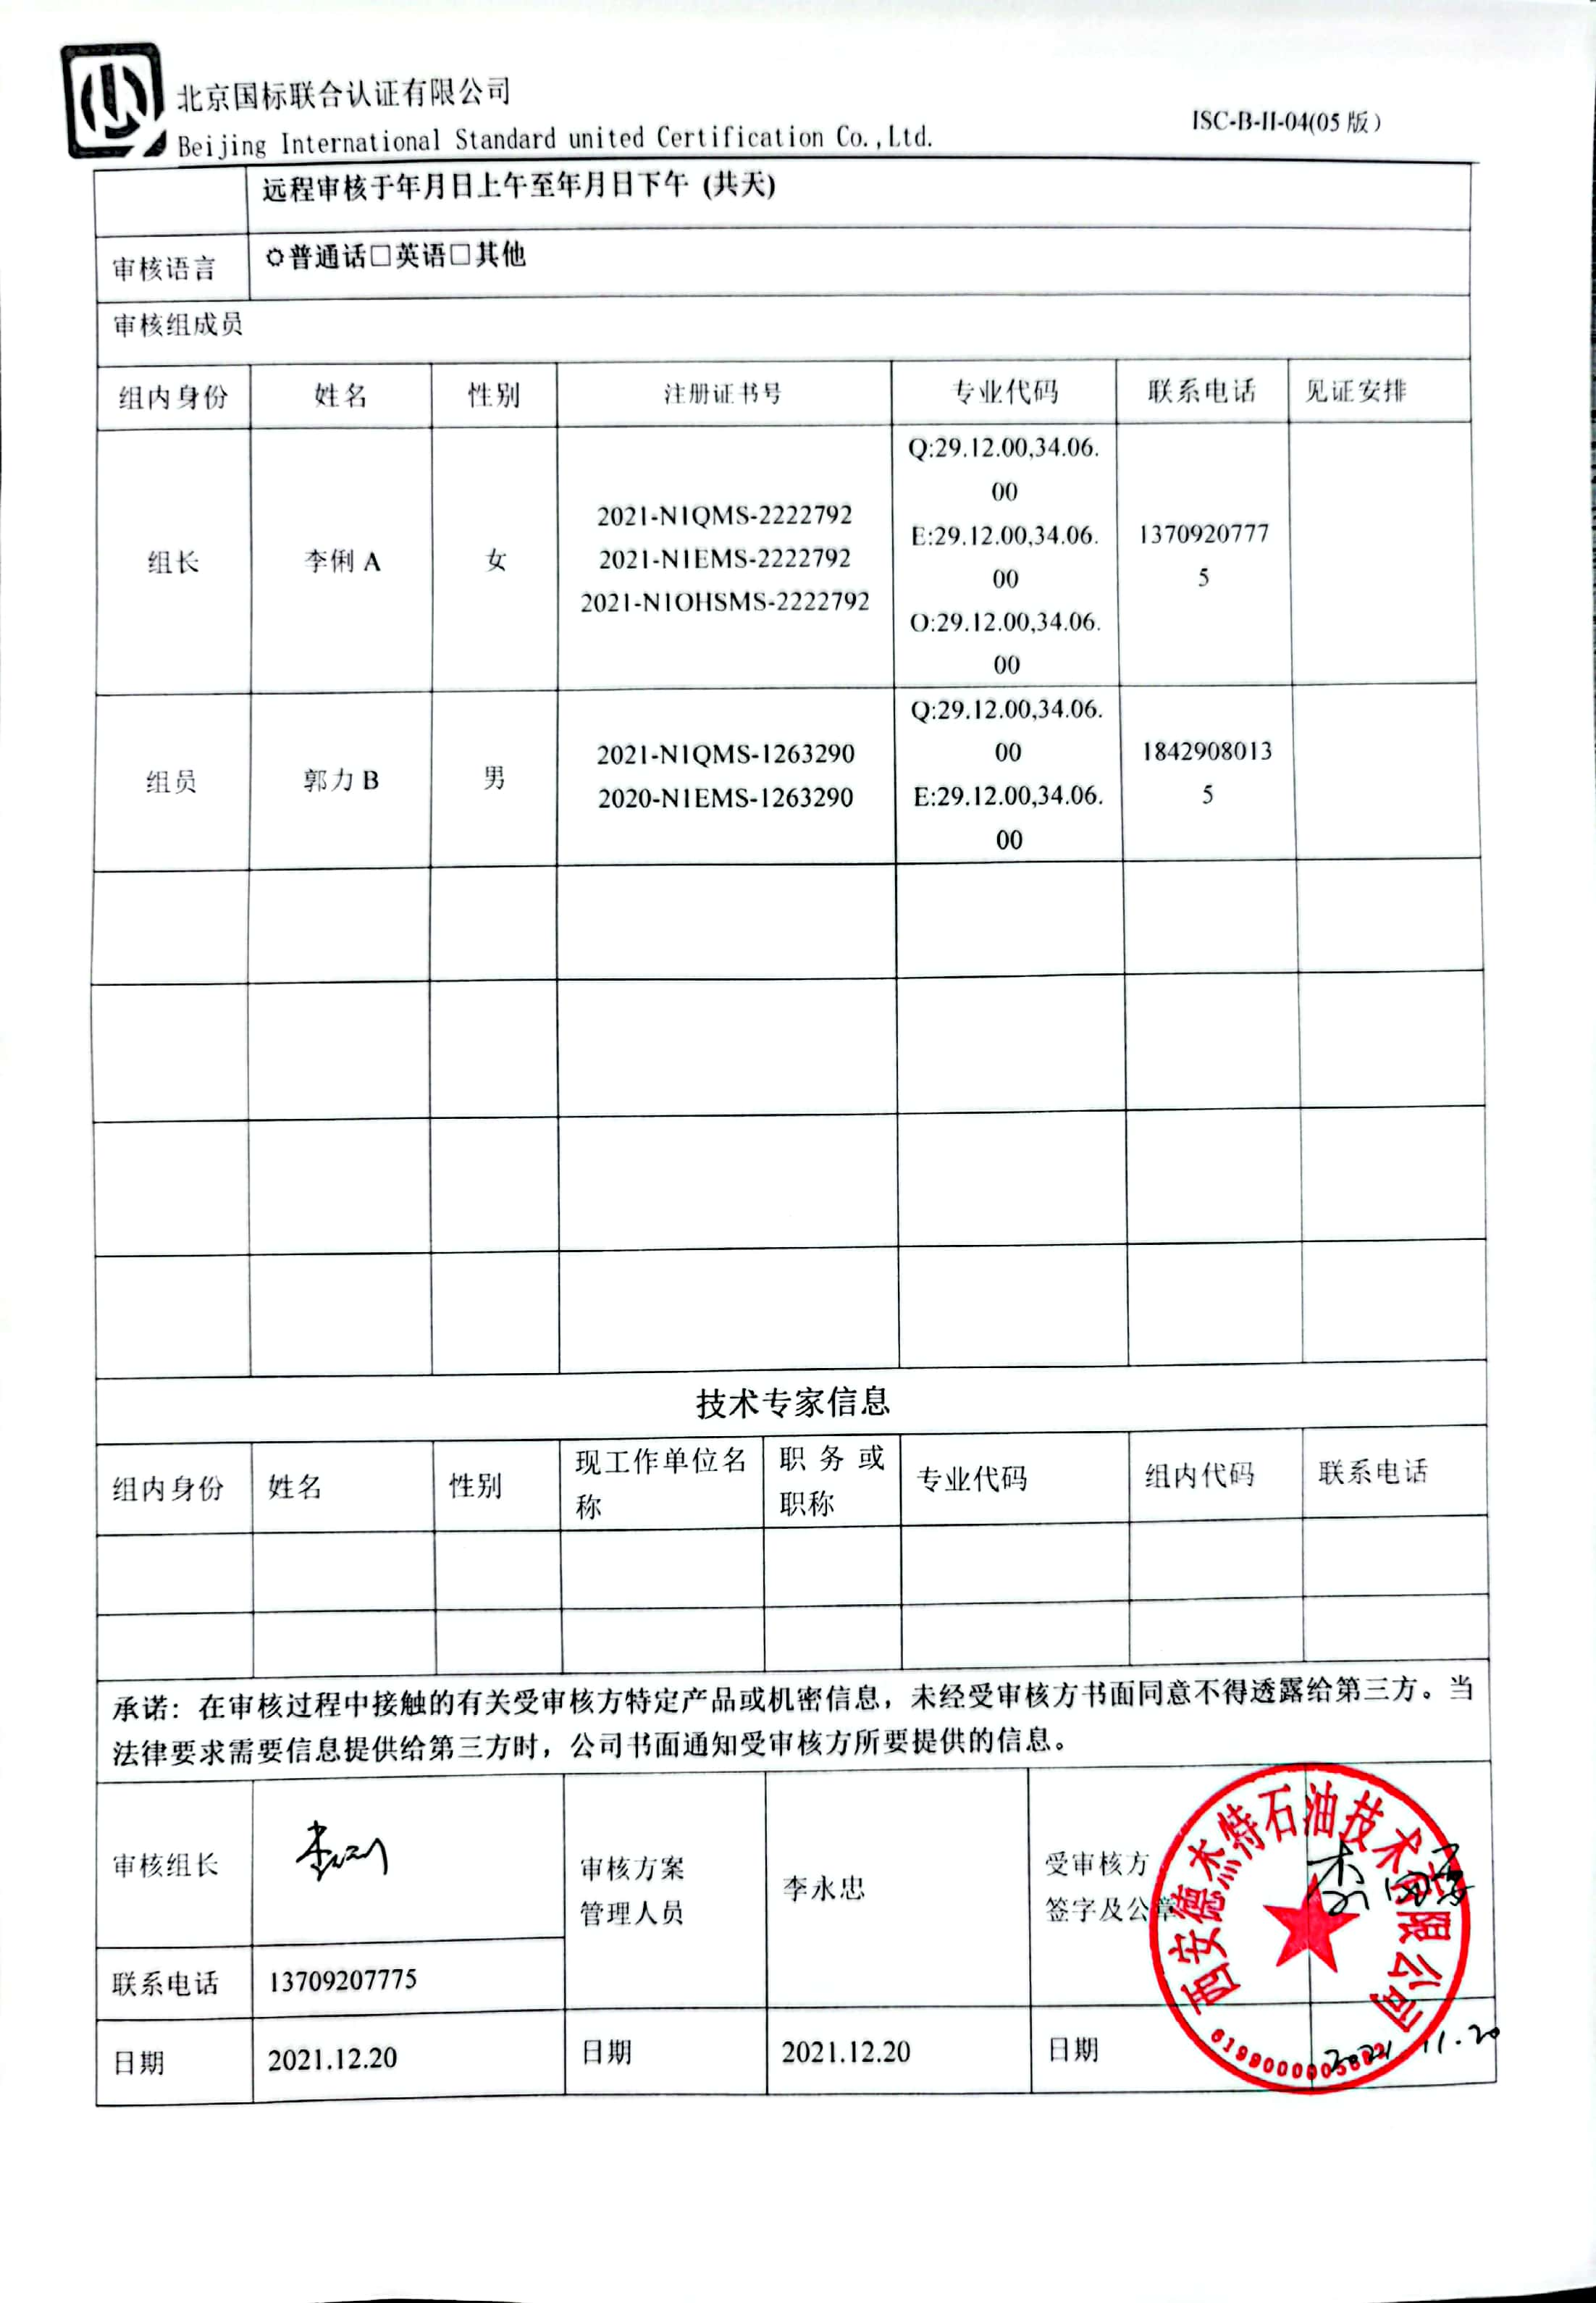 北京国标联合认证有限公司
Beijing International Standard united Certification Co.,Ltd.
ISC-B-II-04(05 版)
远程审核于年月日上午至年月日下午 (共天)
审核语言
普通话□英语□其他
审核组成员
组内身份 姓名 性别 注册证书号 专业代码 联系电话 见证安排
组长 李俐 A 女
2021-N1QMS-2222792
2021-N1EMS-2222792
2021-N1OHSMS-2222792
Q:29.12.00,34.06.
00
E:29.12.00,34.06.
00
O:29.12.00,34.06.
00
1370920777
5
组员 郭力 B 男
2021-N1QMS-1263290
2020-N1EMS-1263290
Q:29.12.00,34.06.
00
E:29.12.00,34.06.
00
1842908013
5
技术专家信息
组内身份 姓名 性别
现工作单位名
称
职务或
职称
专业代码 组内代码 联系电话
承诺：在审核过程中接触的有关受审核方特定产品或机密信息，未经受审核方书面同意不得透露给第三方。当
法律要求需要信息提供给第三方时，公司书面通知受审核方所要提供的信息。
审核组长
审核方案
管理人员
李永忠
受审核方
签字及公章
西安德杰特石油技术有限公司
联系电话 13709207775
日期 2021.12.20 日期 2021.12.20 日期 2021.11.20